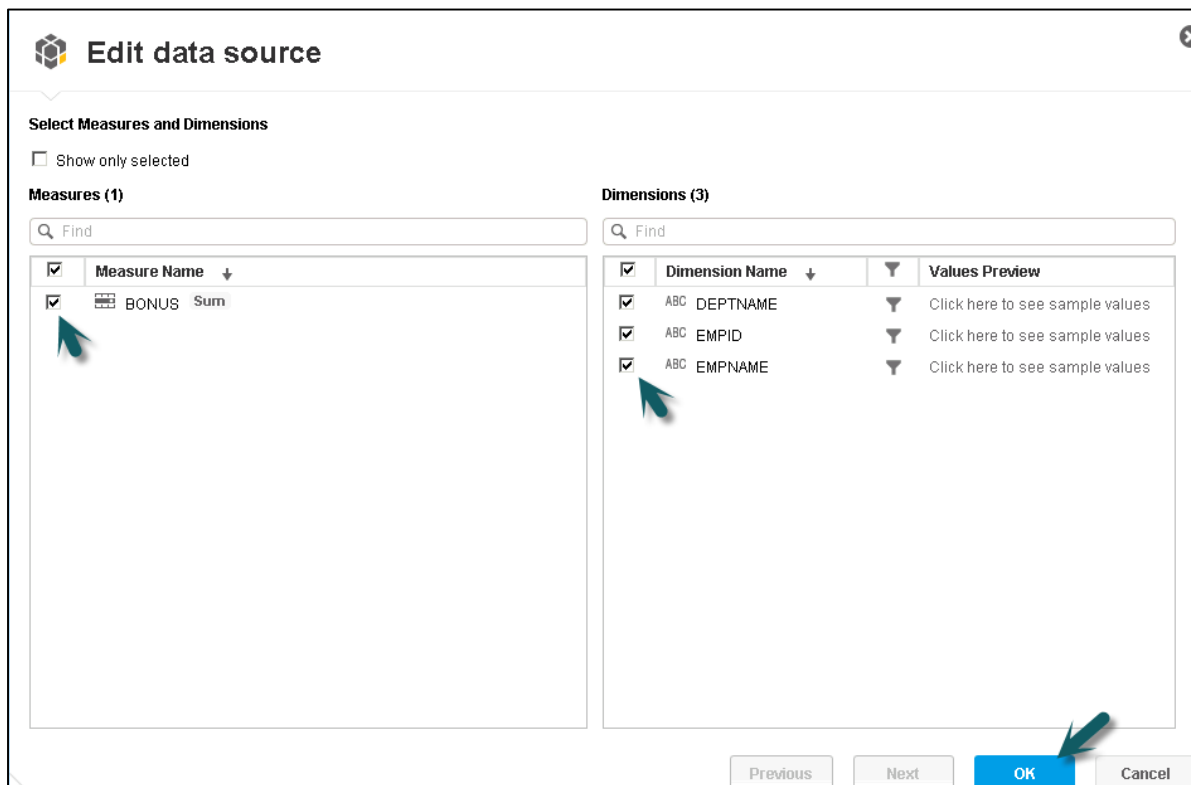 Edit data source
Select Measures and Dimensions
Show only selected
Measures (1)
Find
Measure Name
BONUS Sum
Dimensions (3)
Find
Dimension Name Values Preview
ABC DEPTNAME Click here to see sample values
ABC EMPID Click here to see sample values
ABC EMPNAME Click here to see sample values
Previous Next OK Cancel